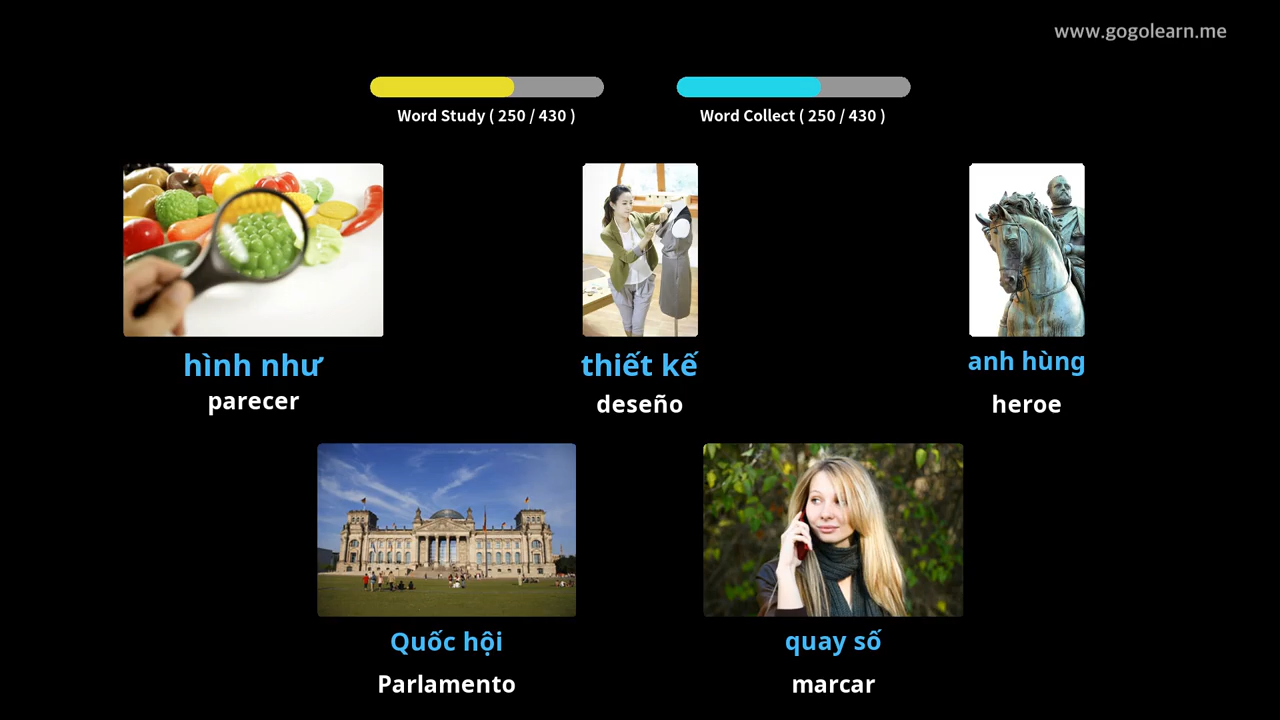 www.gogolearn.me
Word Study ( 250 / 430 )
Word Collect ( 250 / 430 )
hình như
parecer
thiết kế
deseño
anh hùng
heroe
Quốc hội
Parlamento
quay số
marcar